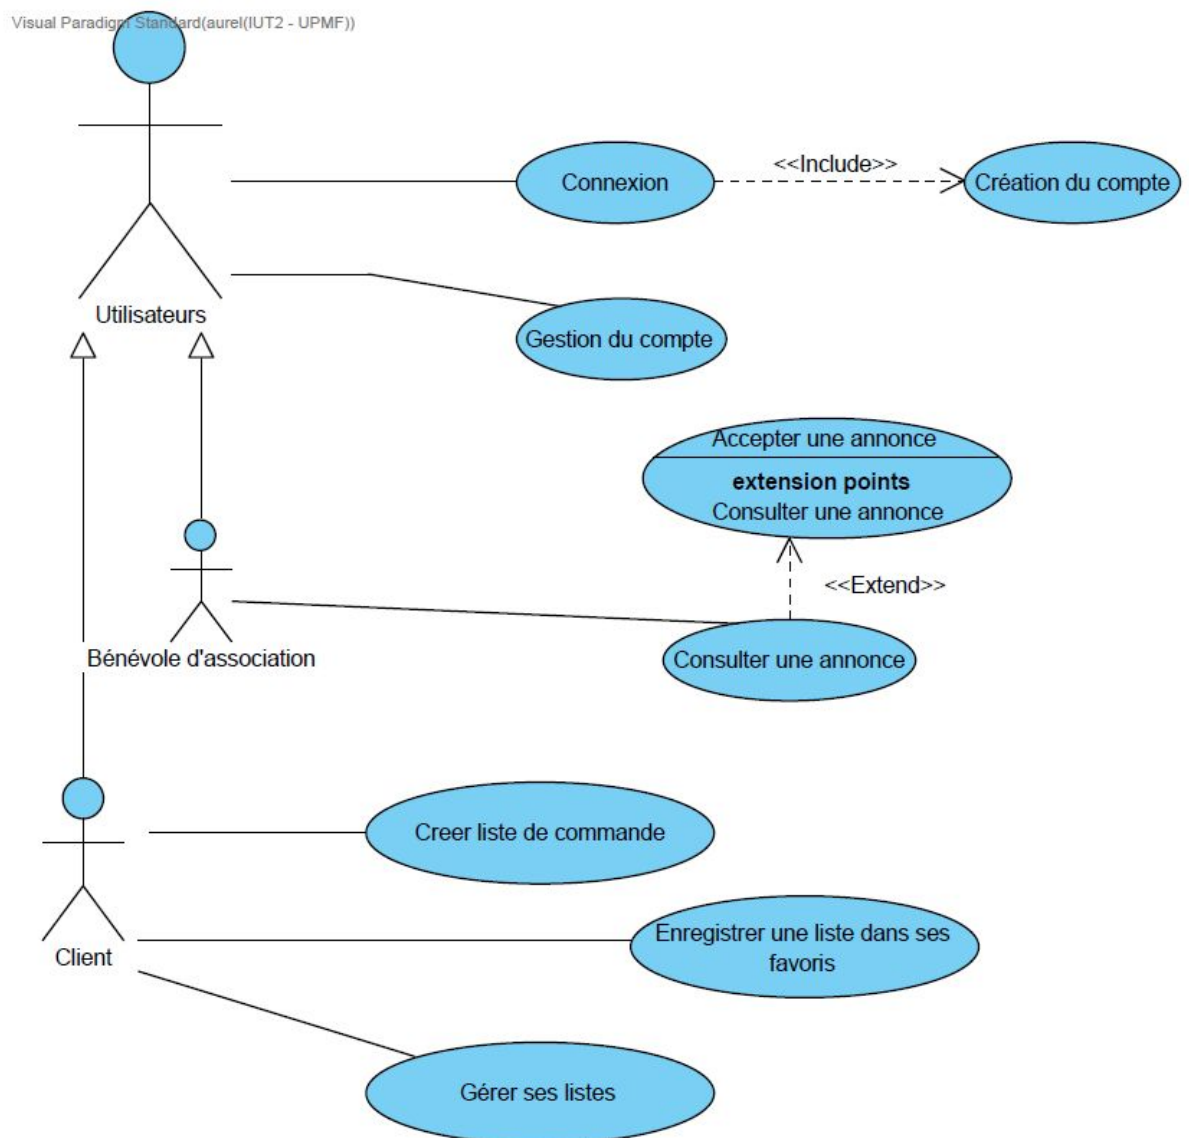 Visual Paradigm Standard(aurel(IUT2 - UPMF))
Connexion
<<Include>>
Création du compte
Utilisateurs
Gestion du compte
Accepter une annonce
extension points
Consulter une annonce
<<Extend>>
Bénévole d'association
Consulter une annonce
Creer liste de commande
Enregistrer une liste dans ses
favoris
Client
Gérer ses listes